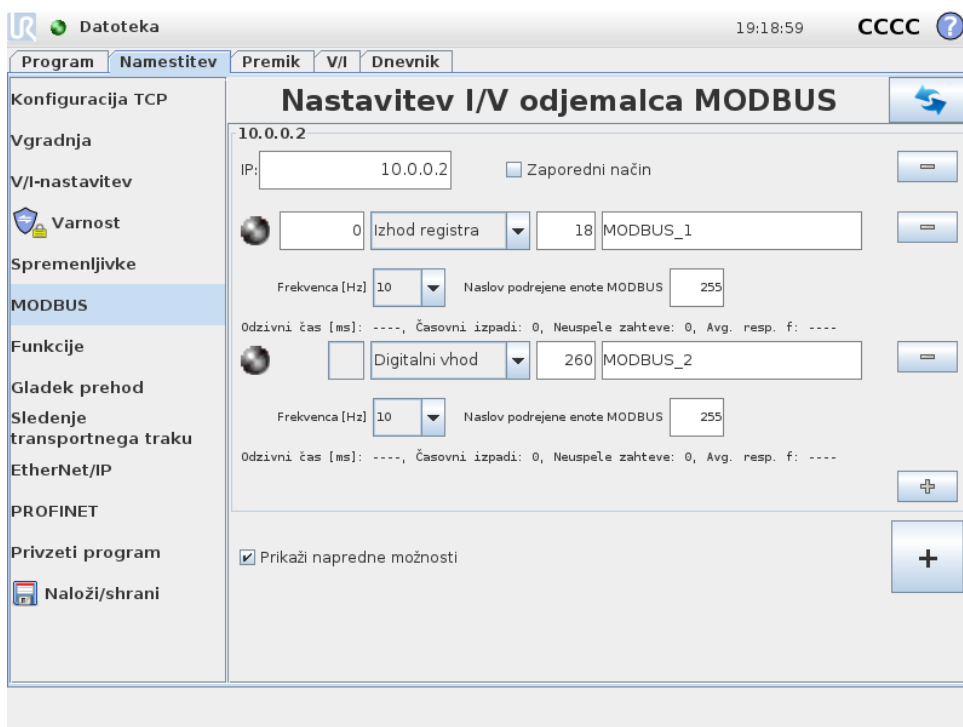 UR Datoteka 19:18:59 CCCC ?
Program Namestitev Premik V/I Dnevnik
Konfiguracija TCP
Vgradnja
V/I-nastavitev
Varnost
Spremenljivke
MODBUS
Funkcije
Gladek prehod
Sledenje
transportnega traku
EtherNet/IP
PROFINET
Privzeti program
Naloži/shrani
Nastavitev I/V odjemalca MODBUS
10.0.0.2
IP: 10.0.0.2 Zaporedni način
0 Izhod registra 18 MODBUS_1
Frekvenca [Hz] 10 Naslov podrejene enote MODBUS 255
Odzivni čas [ms]: ----, Časovni izpadi: 0, Neuspele zahteve: 0, Avg. resp. f: ----
Digitalni vhod 260 MODBUS_2
Frekvenca [Hz] 10 Naslov podrejene enote MODBUS 255
Odzivni čas [ms]: ----, Časovni izpadi: 0, Neuspele zahteve: 0, Avg. resp. f: ----
Prikaži napredne možnosti